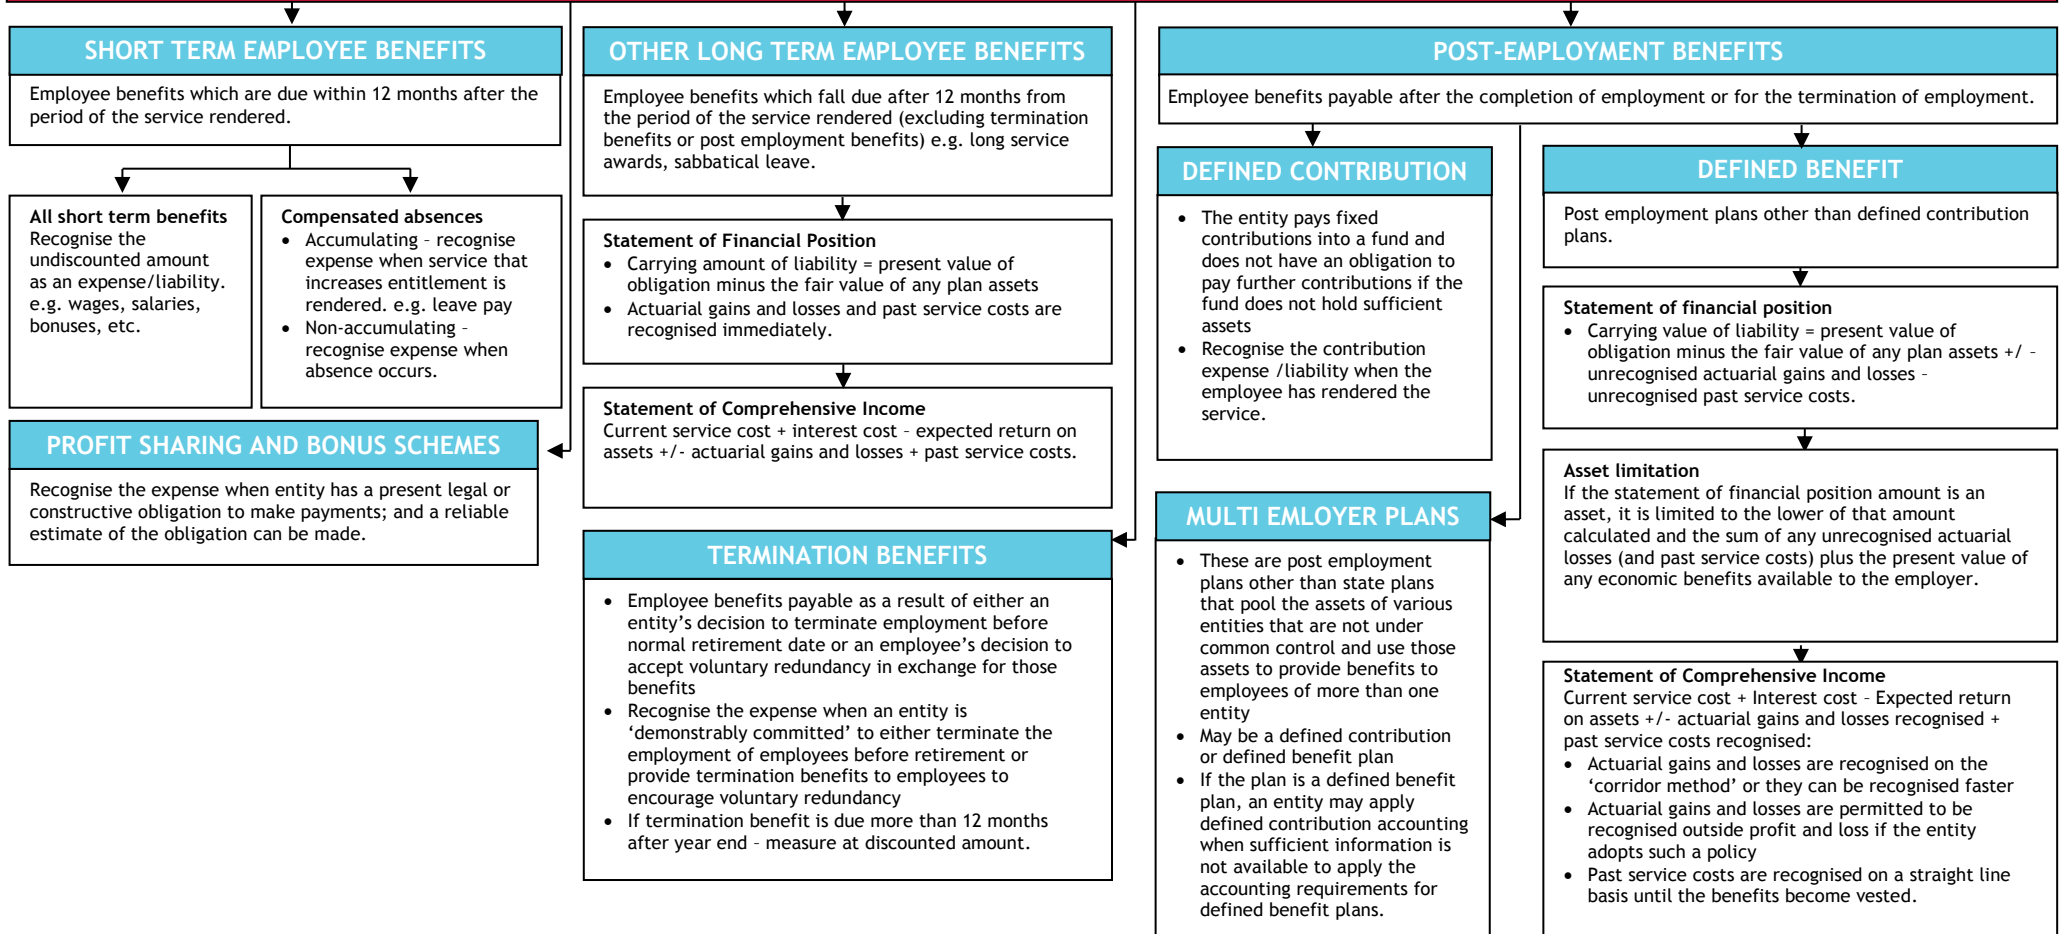 SHORT TERM EMPLOYEE BENEFITS
Employee benefits which are due within 12 months after the
period of the service rendered.
All short term benefits
Recognise the
undiscounted amount
as an expense/liability.
e.g. wages, salaries,
bonuses, etc.
Compensated absences
• Accumulating – recognise
expense when service that
increases entitlement is
rendered. e.g. leave pay
• Non-accumulating –
recognise expense when
absence occurs.
PROFIT SHARING AND BONUS SCHEMES
Recognise the expense when entity has a present legal or
constructive obligation to make payments; and a reliable
estimate of the obligation can be made.
OTHER LONG TERM EMPLOYEE BENEFITS
Employee benefits which fall due after 12 months from
the period of the service rendered (excluding termination
benefits or post employment benefits) e.g. long service
awards, sabbatical leave.
Statement of Financial Position
• Carrying amount of liability = present value of
obligation minus the fair value of any plan assets
• Actuarial gains and losses and past service costs are
recognised immediately.
Statement of Comprehensive Income
Current service cost + interest cost – expected return on
assets +/- actuarial gains and losses + past service costs.
TERMINATION BENEFITS
• Employee benefits payable as a result of either an
entity’s decision to terminate employment before
normal retirement date or an employee’s decision to
accept voluntary redundancy in exchange for those
benefits
• Recognise the expense when an entity is
‘demonstrably committed’ to either terminate the
employment of employees before retirement or
provide termination benefits to employees to
encourage voluntary redundancy
• If termination benefit is due more than 12 months
after year end – measure at discounted amount.
POST-EMPLOYMENT BENEFITS
Employee benefits payable after the completion of employment or for the termination of employment.
DEFINED CONTRIBUTION
• The entity pays fixed
contributions into a fund and
does not have an obligation to
pay further contributions if the
fund does not hold sufficient
assets
• Recognise the contribution
expense /liability when the
employee has rendered the
service.
MULTI EMLOYER PLANS
• These are post employment
plans other than state plans
that pool the assets of various
entities that are not under
common control and use those
assets to provide benefits to
employees of more than one
entity
• May be a defined contribution
or defined benefit plan
• If the plan is a defined benefit
plan, an entity may apply
defined contribution accounting
when sufficient information is
not available to apply the
accounting requirements for
defined benefit plans.
DEFINED BENEFIT
Post employment plans other than defined contribution
plans.
Statement of financial position
• Carrying value of liability = present value of
obligation minus the fair value of any plan assets +/ –
unrecognised actuarial gains and losses –
unrecognised past service costs.
Asset limitation
If the statement of financial position amount is an
asset, it is limited to the lower of that amount
calculated and the sum of any unrecognised actuarial
losses (and past service costs) plus the present value of
any economic benefits available to the employer.
Statement of Comprehensive Income
Current service cost + Interest cost – Expected return
on assets +/- actuarial gains and losses recognised +
past service costs recognised:
• Actuarial gains and losses are recognised on the
‘corridor method’ or they can be recognised faster
• Actuarial gains and losses are permitted to be
recognised outside profit and loss if the entity
adopts such a policy
• Past service costs are recognised on a straight line
basis until the benefits become vested.